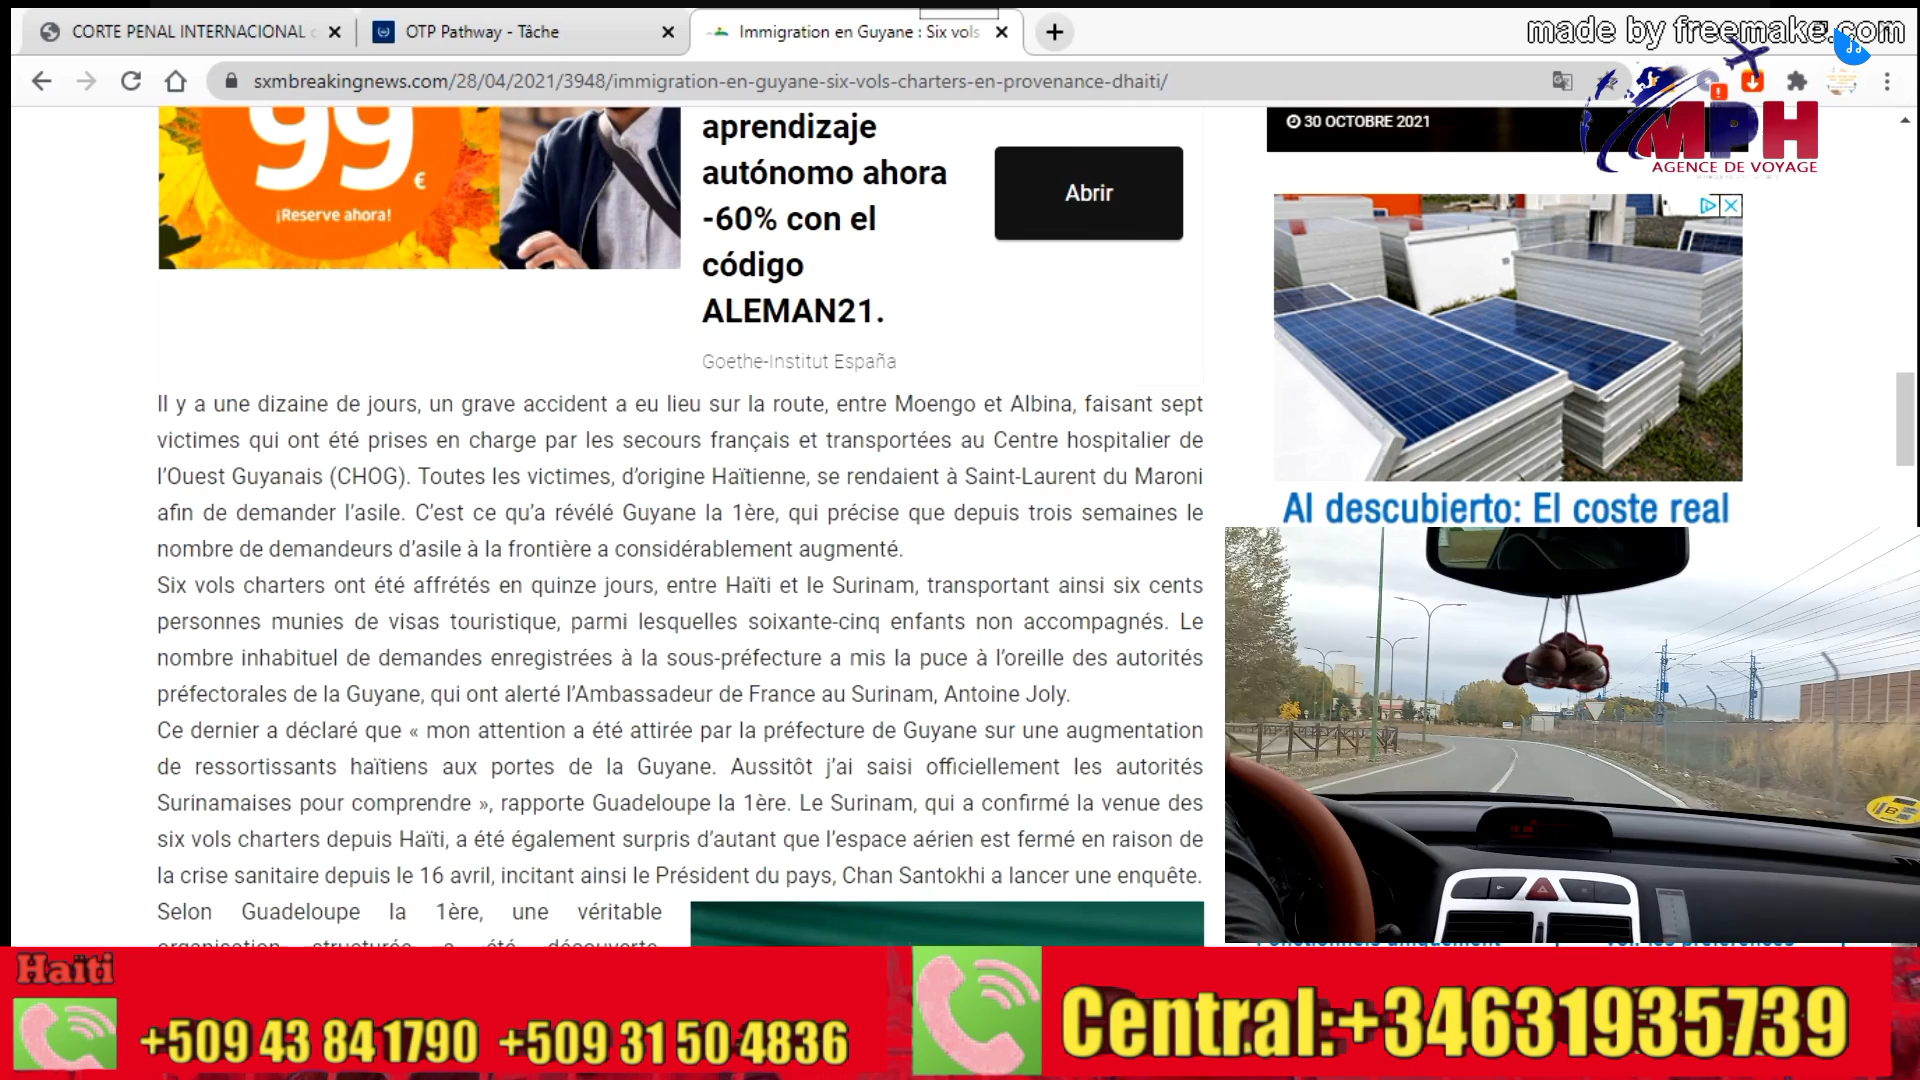 CORTE PENAL INTERNACIONAL
OTP Pathway - Tâche
Immigration en Guyane : Six vols
made by freemake.com
sxmbreakingnews.com/28/04/2021/3948/immigration-en-guyane-six-vols-charters-en-provenance-dhaiti/
MPH
AGENCE DE VOYAGE
99
€
¡Reserve ahora!
aprendizaje
autónomo ahora
-60% con el
código
ALEMAN21.
Goethe-Institut España
Abrir
30 OCTOBRE 2021
Al descubierto: El coste real
Il y a une dizaine de jours, un grave accident a eu lieu sur la route, entre Moengo et Albina, faisant sept
victimes qui ont été prises en charge par les secours français et transportées au Centre hospitalier de
l’Ouest Guyanais (CHOG). Toutes les victimes, d’origine Haïtienne, se rendaient à Saint-Laurent du Maroni
afin de demander l’asile. C’est ce qu’a révélé Guyane la 1ère, qui précise que depuis trois semaines le
nombre de demandeurs d’asile à la frontière a considérablement augmenté.
Six vols charters ont été affrétés en quinze jours, entre Haïti et le Surinam, transportant ainsi six cents
personnes munies de visas touristique, parmi lesquelles soixante-cinq enfants non accompagnés. Le
nombre inhabituel de demandes enregistrées à la sous-préfecture a mis la puce à l’oreille des autorités
préfectorales de la Guyane, qui ont alerté l’Ambassadeur de France au Surinam, Antoine Joly.
Ce dernier a déclaré que « mon attention a été attirée par la préfecture de Guyane sur une augmentation
de ressortissants haïtiens aux portes de la Guyane. Aussitôt j’ai saisi officiellement les autorités
Surinamaises pour comprendre », rapporte Guadeloupe la 1ère. Le Surinam, qui a confirmé la venue des
six vols charters depuis Haïti, a été également surpris d’autant que l’espace aérien est fermé en raison de
la crise sanitaire depuis le 16 avril, incitant ainsi le Président du pays, Chan Santokhi a lancer une enquête.
Selon Guadeloupe la 1ère, une véritable
organisation structurée a été découverte
Haïti
+509 43 84 1790 +509 31 50 4836
Central:+34631935739